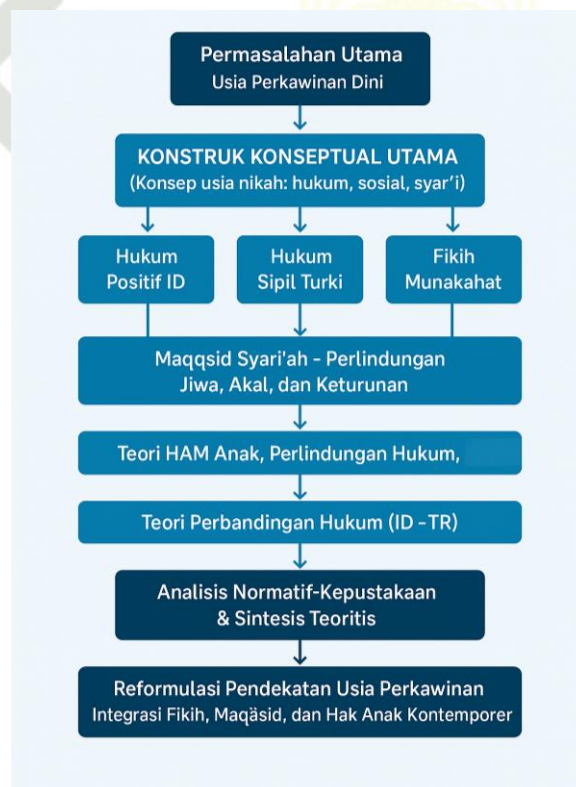 Permasalahan Utama
Usia Perkawinan Dini
KONSTRUK KONSEPTUAL UTAMA
(Konsep usia nikah: hukum, sosial, syar’i)
Hukum
Positif ID
Hukum
Sipil Turki
Fikih
Munakahat
Maqqsid Syari'ah - Perlindungan
Jiwa, Akal, dan Keturunan
Teori HAM Anak, Perlindungan Hukum,
Teori Perbandingan Hukum (ID –TR)
Analisis Normatif-Kepustakaan
& Sintesis Teoritis
Reformulasi Pendekatan Usia Perkawinan
Integrasi Fikih, Maqäsid, dan Hak Anak Kontemporer